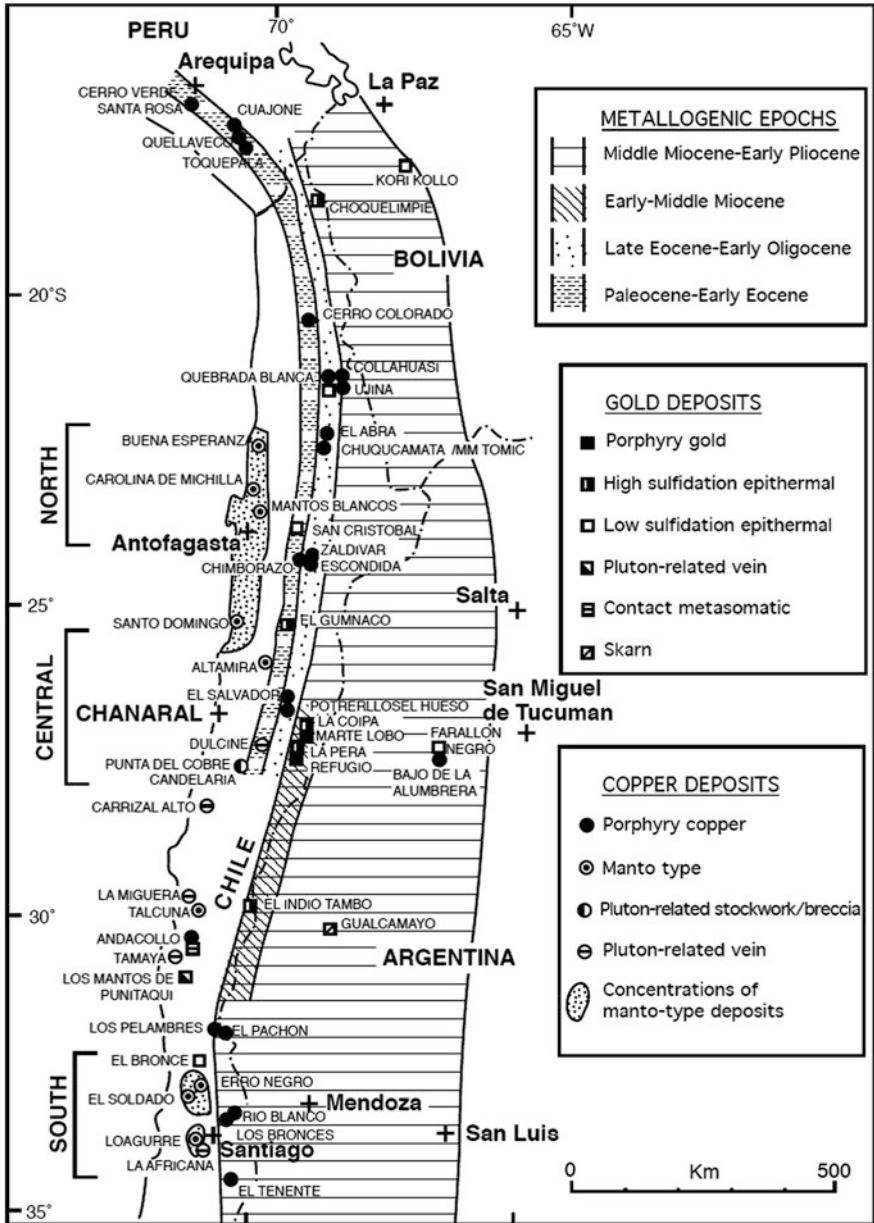 70°
65°W
PERU
Arequipa
La Paz
CERRO VERDE
SANTA ROSA
CUAJONE
QUELLAVECO
TOQUEPALA
KORI KOLLO
CHOQUELIMPIE
BOLIVIA
20°S
CERRO COLORADO
QUEBRADA BLANCA
COLLAHUASI
UJINA
NORTH
BUENA ESPERANZA
EL ABRA
CHUQUCAMATA /MM TOMIC
CAROLINA DE MICHILLA
MANTOS BLANCOS
Antofagasta
SAN CRISTOBAL
CHIMBORAZO
ZALDIVAR
ESCONDIDA
25°
Salta
SANTO DOMINGO
EL GUMNACO
CENTRAL
ALTAMIRA
EL SALVADOR
CHANARAL
POTRERLLOSEL HUESO
LA COIPA
MARTE LOBO
LA PERA
REFUGIO
San Miguel
de Tucuman
FARALLON
NEGRO
BAJO DE LA
ALUMBRERA
DULCINE
PUNTA DEL COBRE
CANDELARIA
CARRIZAL ALTO
CHILE
LA MIGUERA
TALCUNA
EL INDIO TAMBO
30°
GUALCAMAYO
ANDACOLLO
TAMAYA
ARGENTINA
LOS MANTOS DE
PUNITAQUI
LOS PELAMBRES
EL PACHON
SOUTH
EL BRONCE
ERRO NEGRO
EL SOLDADO
Mendoza
RIO BLANCO
LOS BRONCES
LOAGURRE
Santiago
San Luis
LA AFRICANA
EL TENENTE
35°
METALLOGENIC EPOCHS
Middle Miocene-Early Pliocene
Early-Middle Miocene
Late Eocene-Early Oligocene
Paleocene-Early Eocene
GOLD DEPOSITS
Porphyry gold
High sulfidation epithermal
Low sulfidation epithermal
Pluton-related vein
Contact metasomatic
Skarn
COPPER DEPOSITS
Porphyry copper
Manto type
Pluton-related stockwork/breccia
Pluton-related vein
Concentrations of
manto-type deposits
0 Km 500